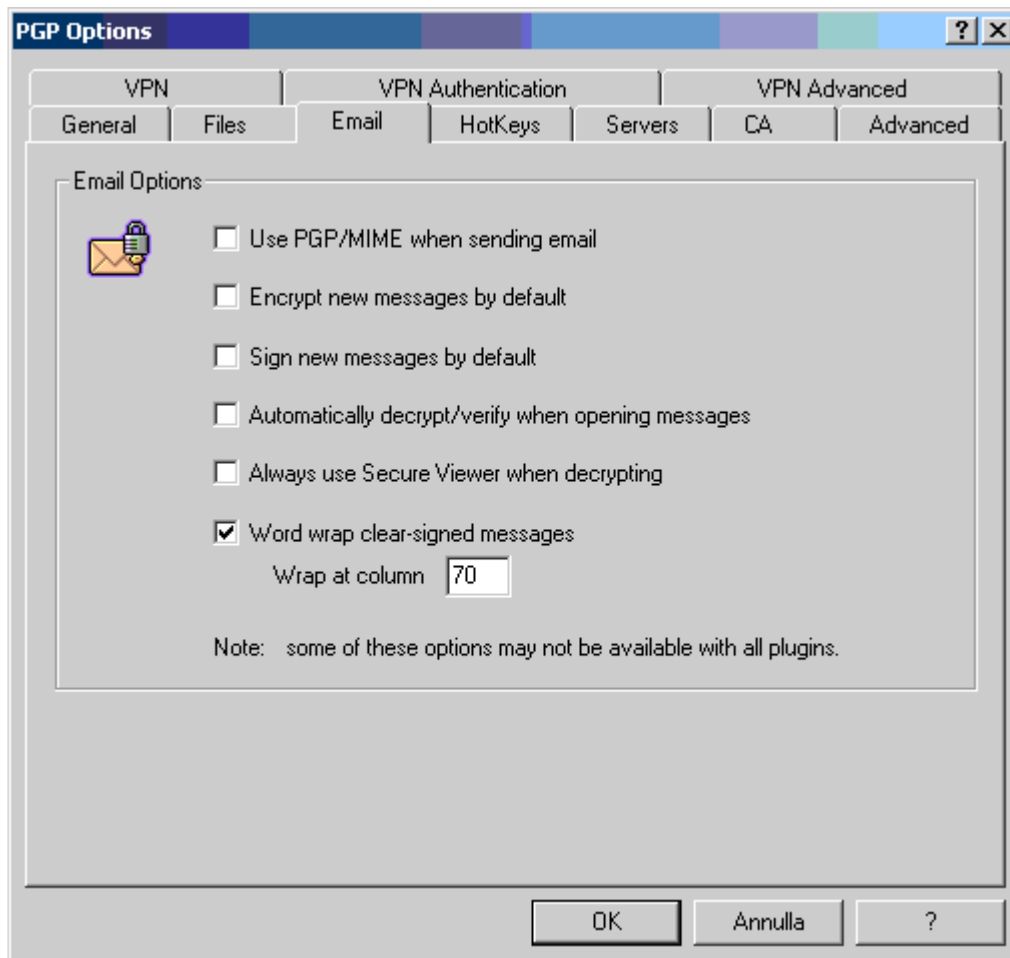 PGP Options
VPN VPN Authentication VPN Advanced
General Files Email HotKeys Servers CA Advanced
Email Options
Use PGP/MIME when sending email
Encrypt new messages by default
Sign new messages by default
Automatically decrypt/verify when opening messages
Always use Secure Viewer when decrypting
Word wrap clear-signed messages
Wrap at column 70
Note: some of these options may not be available with all plugins.
OK Annulla ?